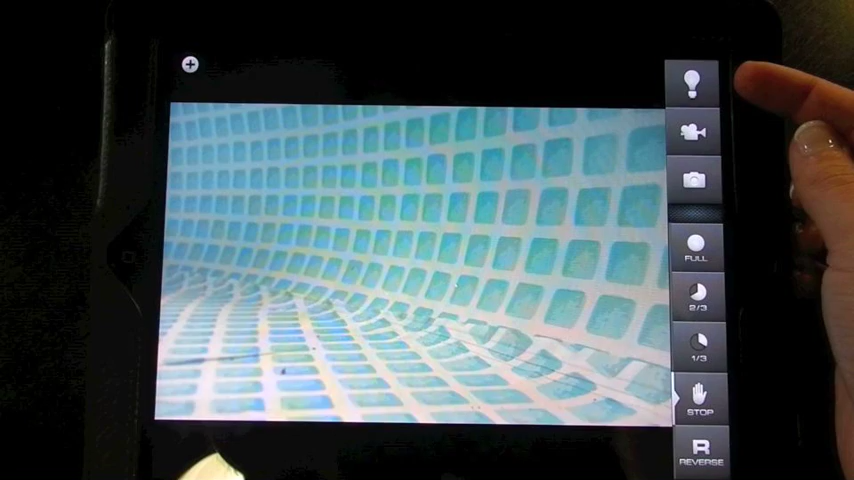 FULL
2/3
1/3
STOP
R
REVERSE